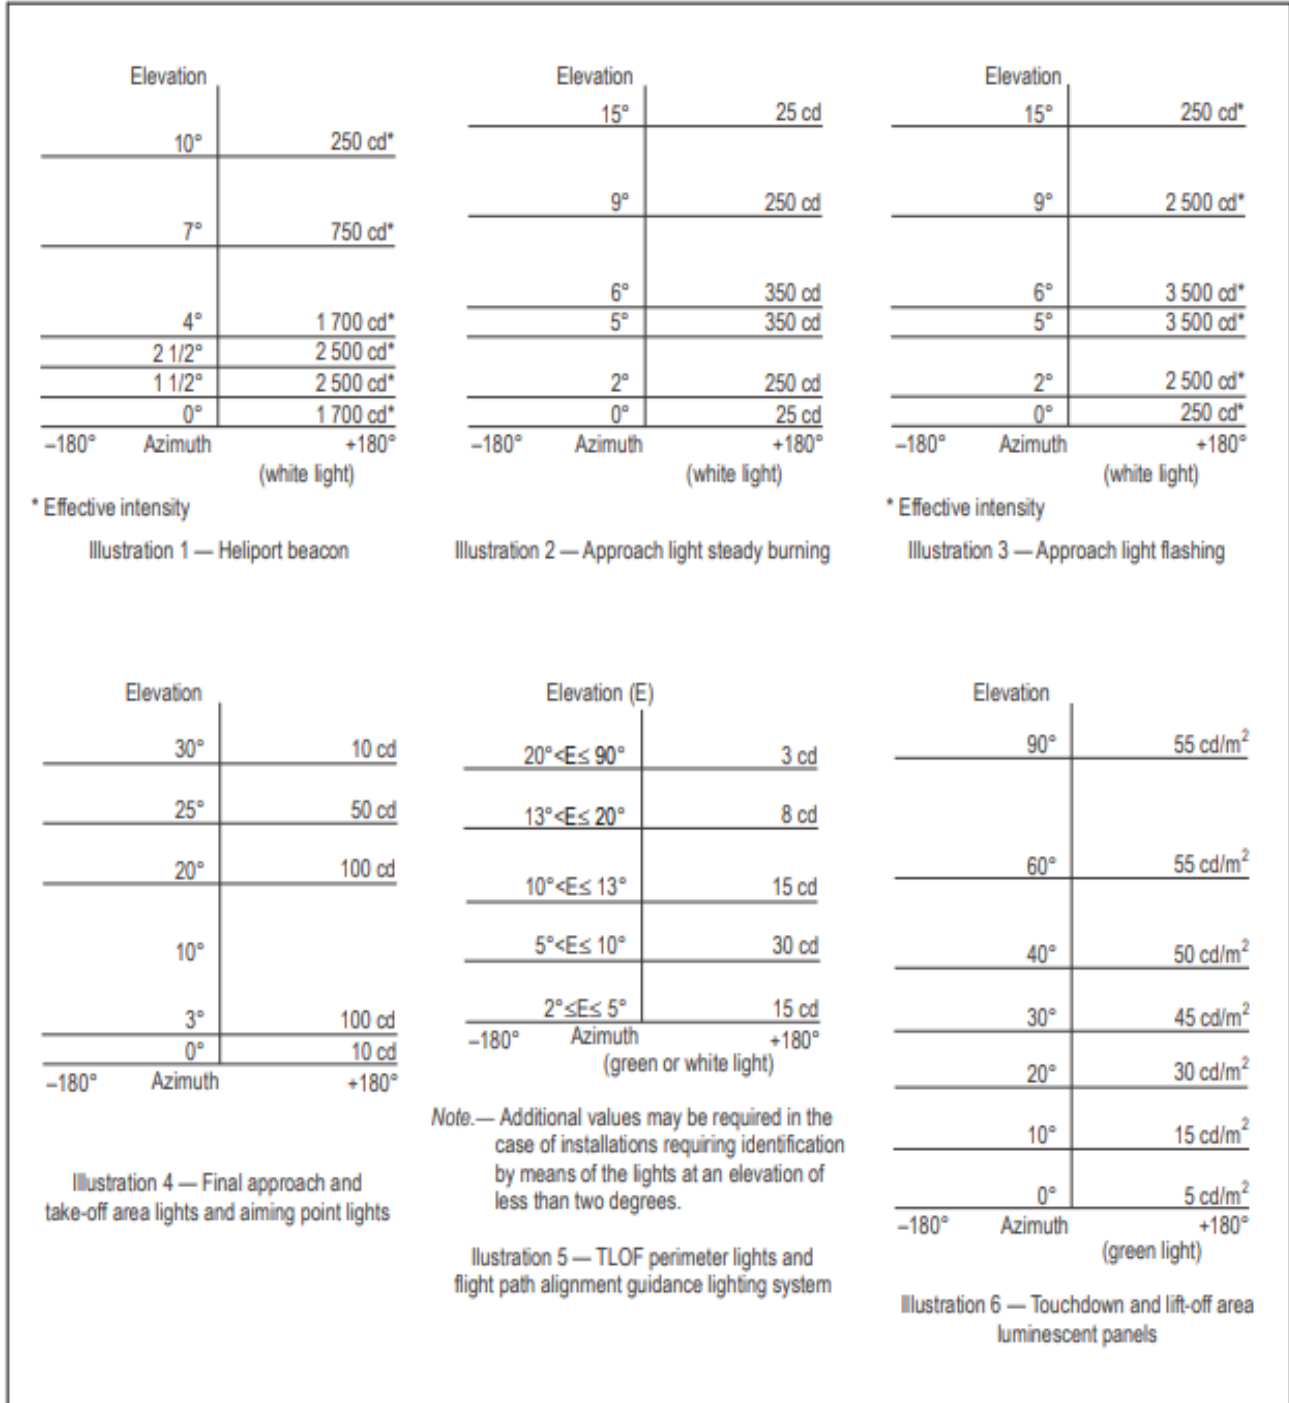 Elevation
10° 250 cd*
7° 750 cd*
4° 1 700 cd*
2 1/2° 2 500 cd*
1 1/2° 2 500 cd*
0° 1 700 cd*
–180° Azimuth +180°
(white light)
* Effective intensity
Illustration 1 — Heliport beacon
Elevation
15° 25 cd
9° 250 cd
6° 350 cd
5° 350 cd
2° 250 cd
0° 25 cd
–180° Azimuth +180°
(white light)
Illustration 2 — Approach light steady burning
Elevation
15° 250 cd*
9° 2 500 cd*
6° 3 500 cd*
5° 3 500 cd*
2° 2 500 cd*
0° 250 cd*
–180° Azimuth +180°
(white light)
* Effective intensity
Illustration 3 — Approach light flashing
Elevation
30° 10 cd
25° 50 cd
20° 100 cd
10°
3° 100 cd
0° 10 cd
–180° Azimuth +180°
Illustration 4 — Final approach and
take-off area lights and aiming point lights
Elevation (E)
20°<E≤ 90° 3 cd
13°<E≤ 20° 8 cd
10°<E≤ 13° 15 cd
5°<E≤ 10° 30 cd
2°≤E≤ 5° 15 cd
–180° Azimuth +180°
(green or white light)
Note.— Additional values may be required in the
case of installations requiring identification
by means of the lights at an elevation of
less than two degrees.
Ilustration 5 — TLOF perimeter lights and
flight path alignment guidance lighting system
Elevation
90° 55 cd/m²
60° 55 cd/m²
40° 50 cd/m²
30° 45 cd/m²
20° 30 cd/m²
10° 15 cd/m²
0° 5 cd/m²
–180° Azimuth +180°
(green light)
Illustration 6 — Touchdown and lift-off area
luminescent panels